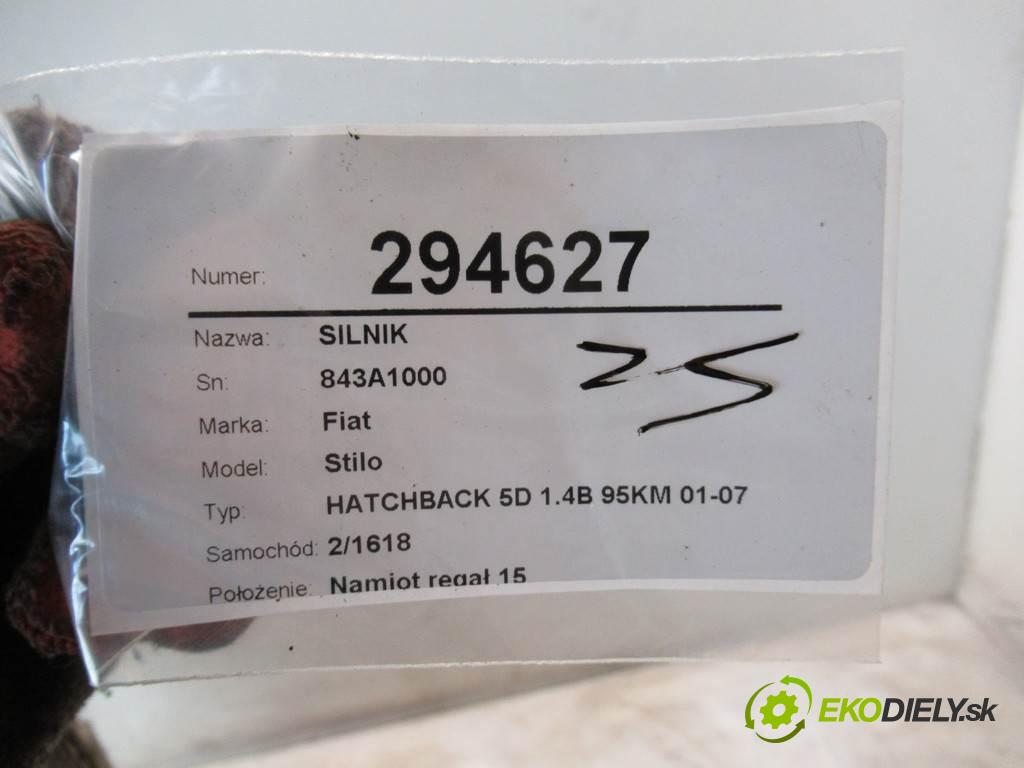 Numer: 294627
Nazwa: SILNIK
Sn: 843A1000
Marka: Fiat
Model: Stilo
Typ: HATCHBACK 5D 1.4B 95KM 01-07
Samochód: 2/1618
Położenie: Namiot regał 15
EKODIELY.sk